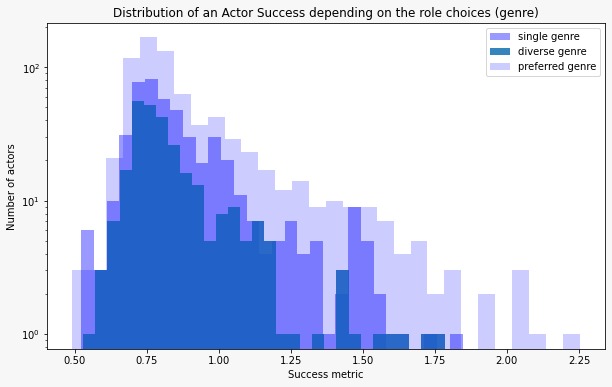 Distribution of an Actor Success depending on the role choices (genre)
single genre
diverse genre
preferred genre
Number of actors
10²
10¹
10⁰
0.50 0.75 1.00 1.25 1.50 1.75 2.00 2.25
Success metric